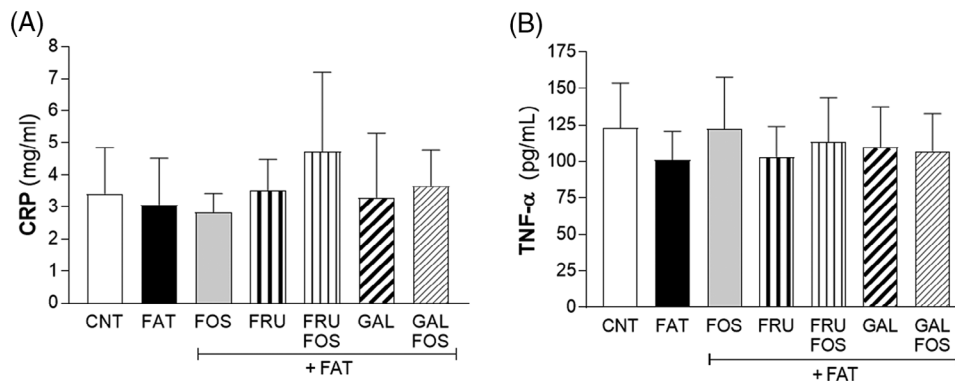 (A)
CRP (mg/ml)
8
7
6
5
4
3
2
1
0
CNT FAT FOS FRU FRU FOS GAL GAL FOS
+ FAT
(B)
TNF-α (pg/mL)
175
150
125
100
75
50
25
0
CNT FAT FOS FRU FRU FOS GAL GAL FOS
+ FAT